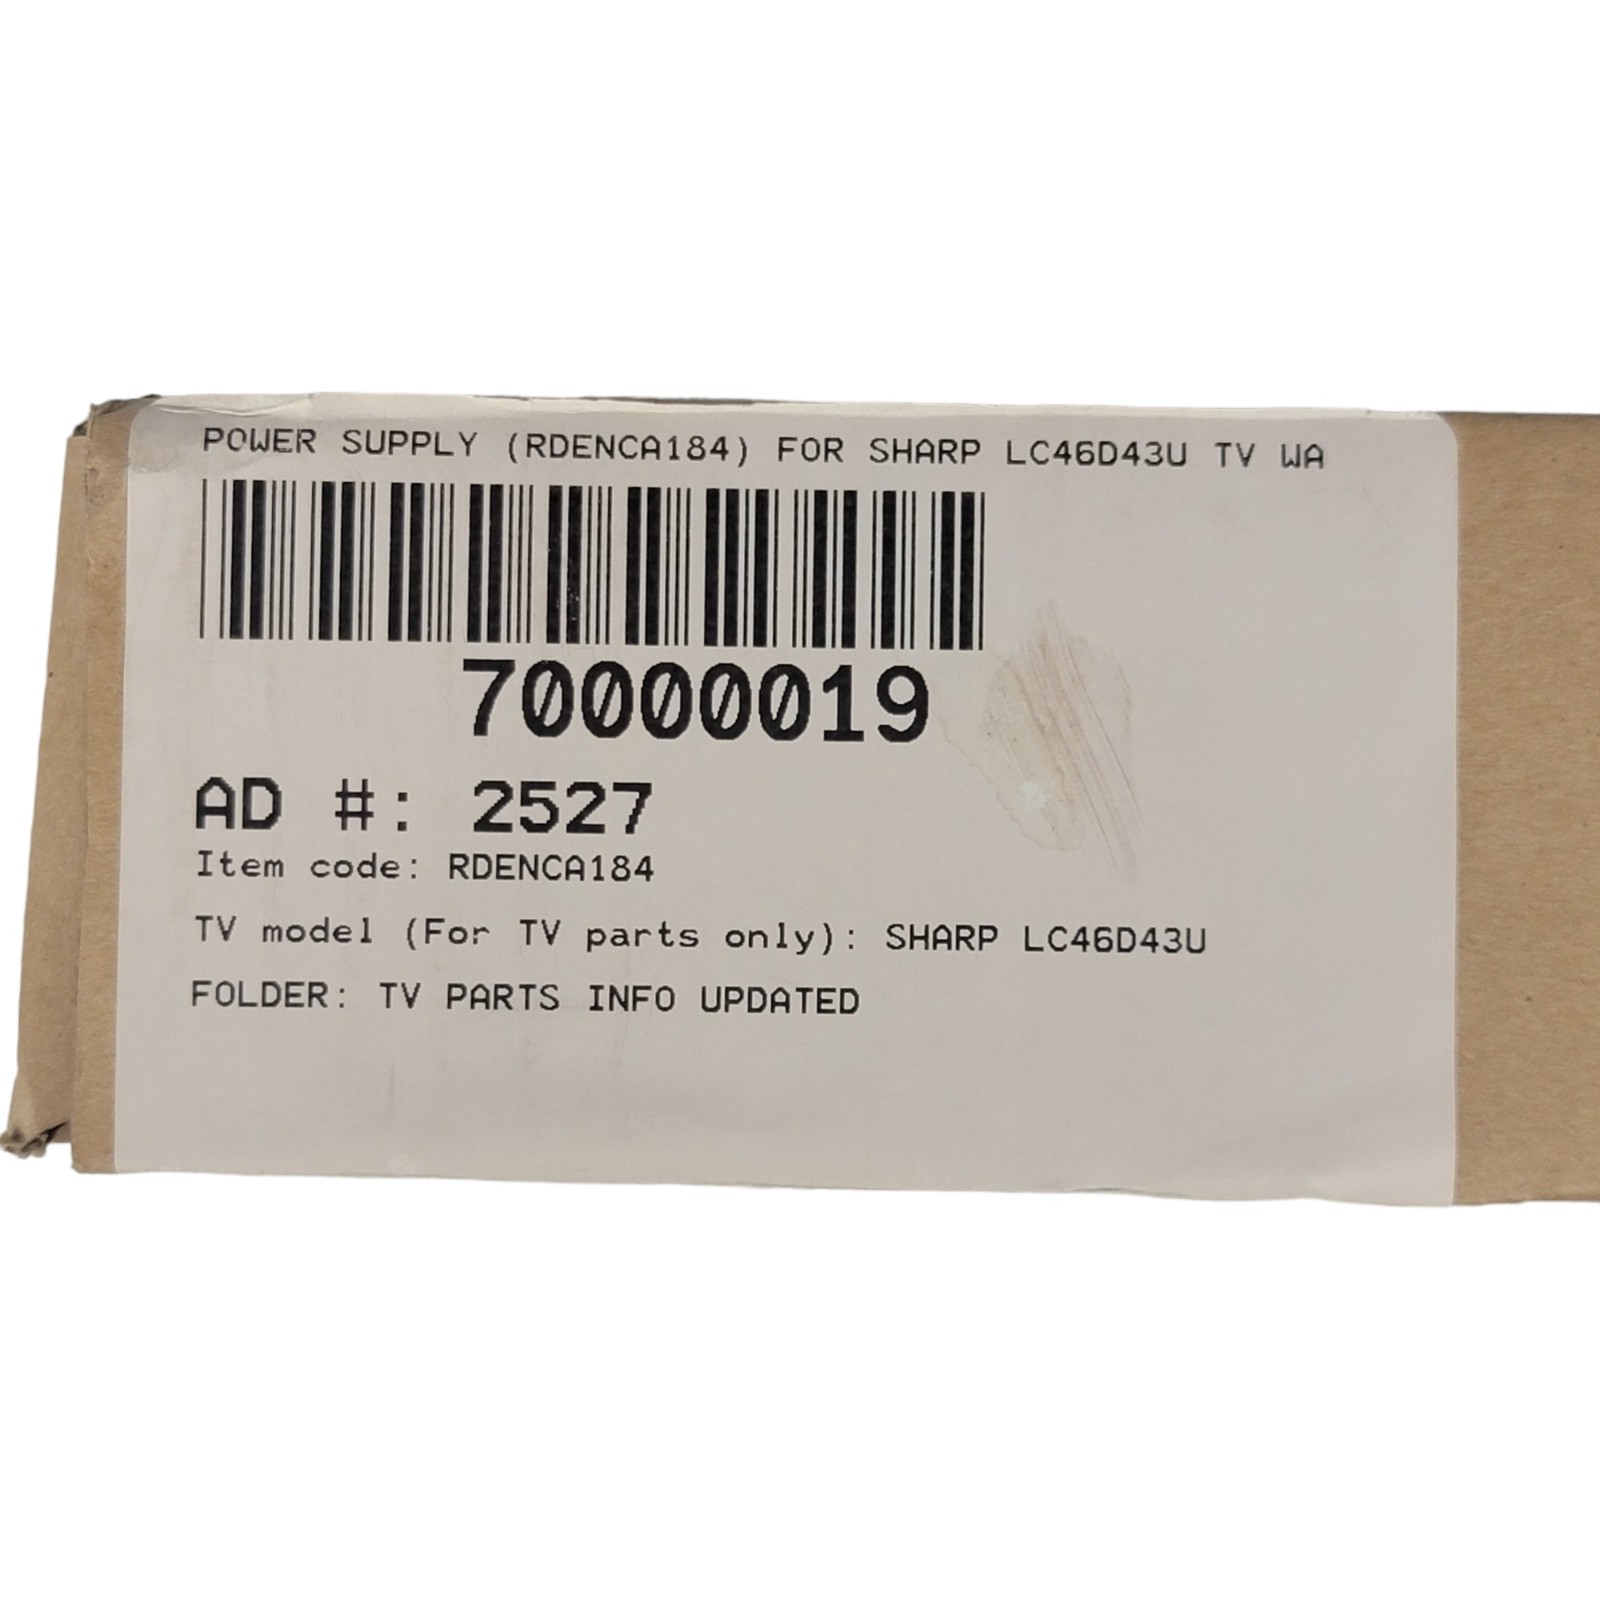 POWER SUPPLY (RDENCA184) FOR SHARP LC46D43U TV WA
70000019
AD #: 2527
Item code: RDENCA184
TV model (For TV parts only): SHARP LC46D43U
FOLDER: TV PARTS INFO UPDATED